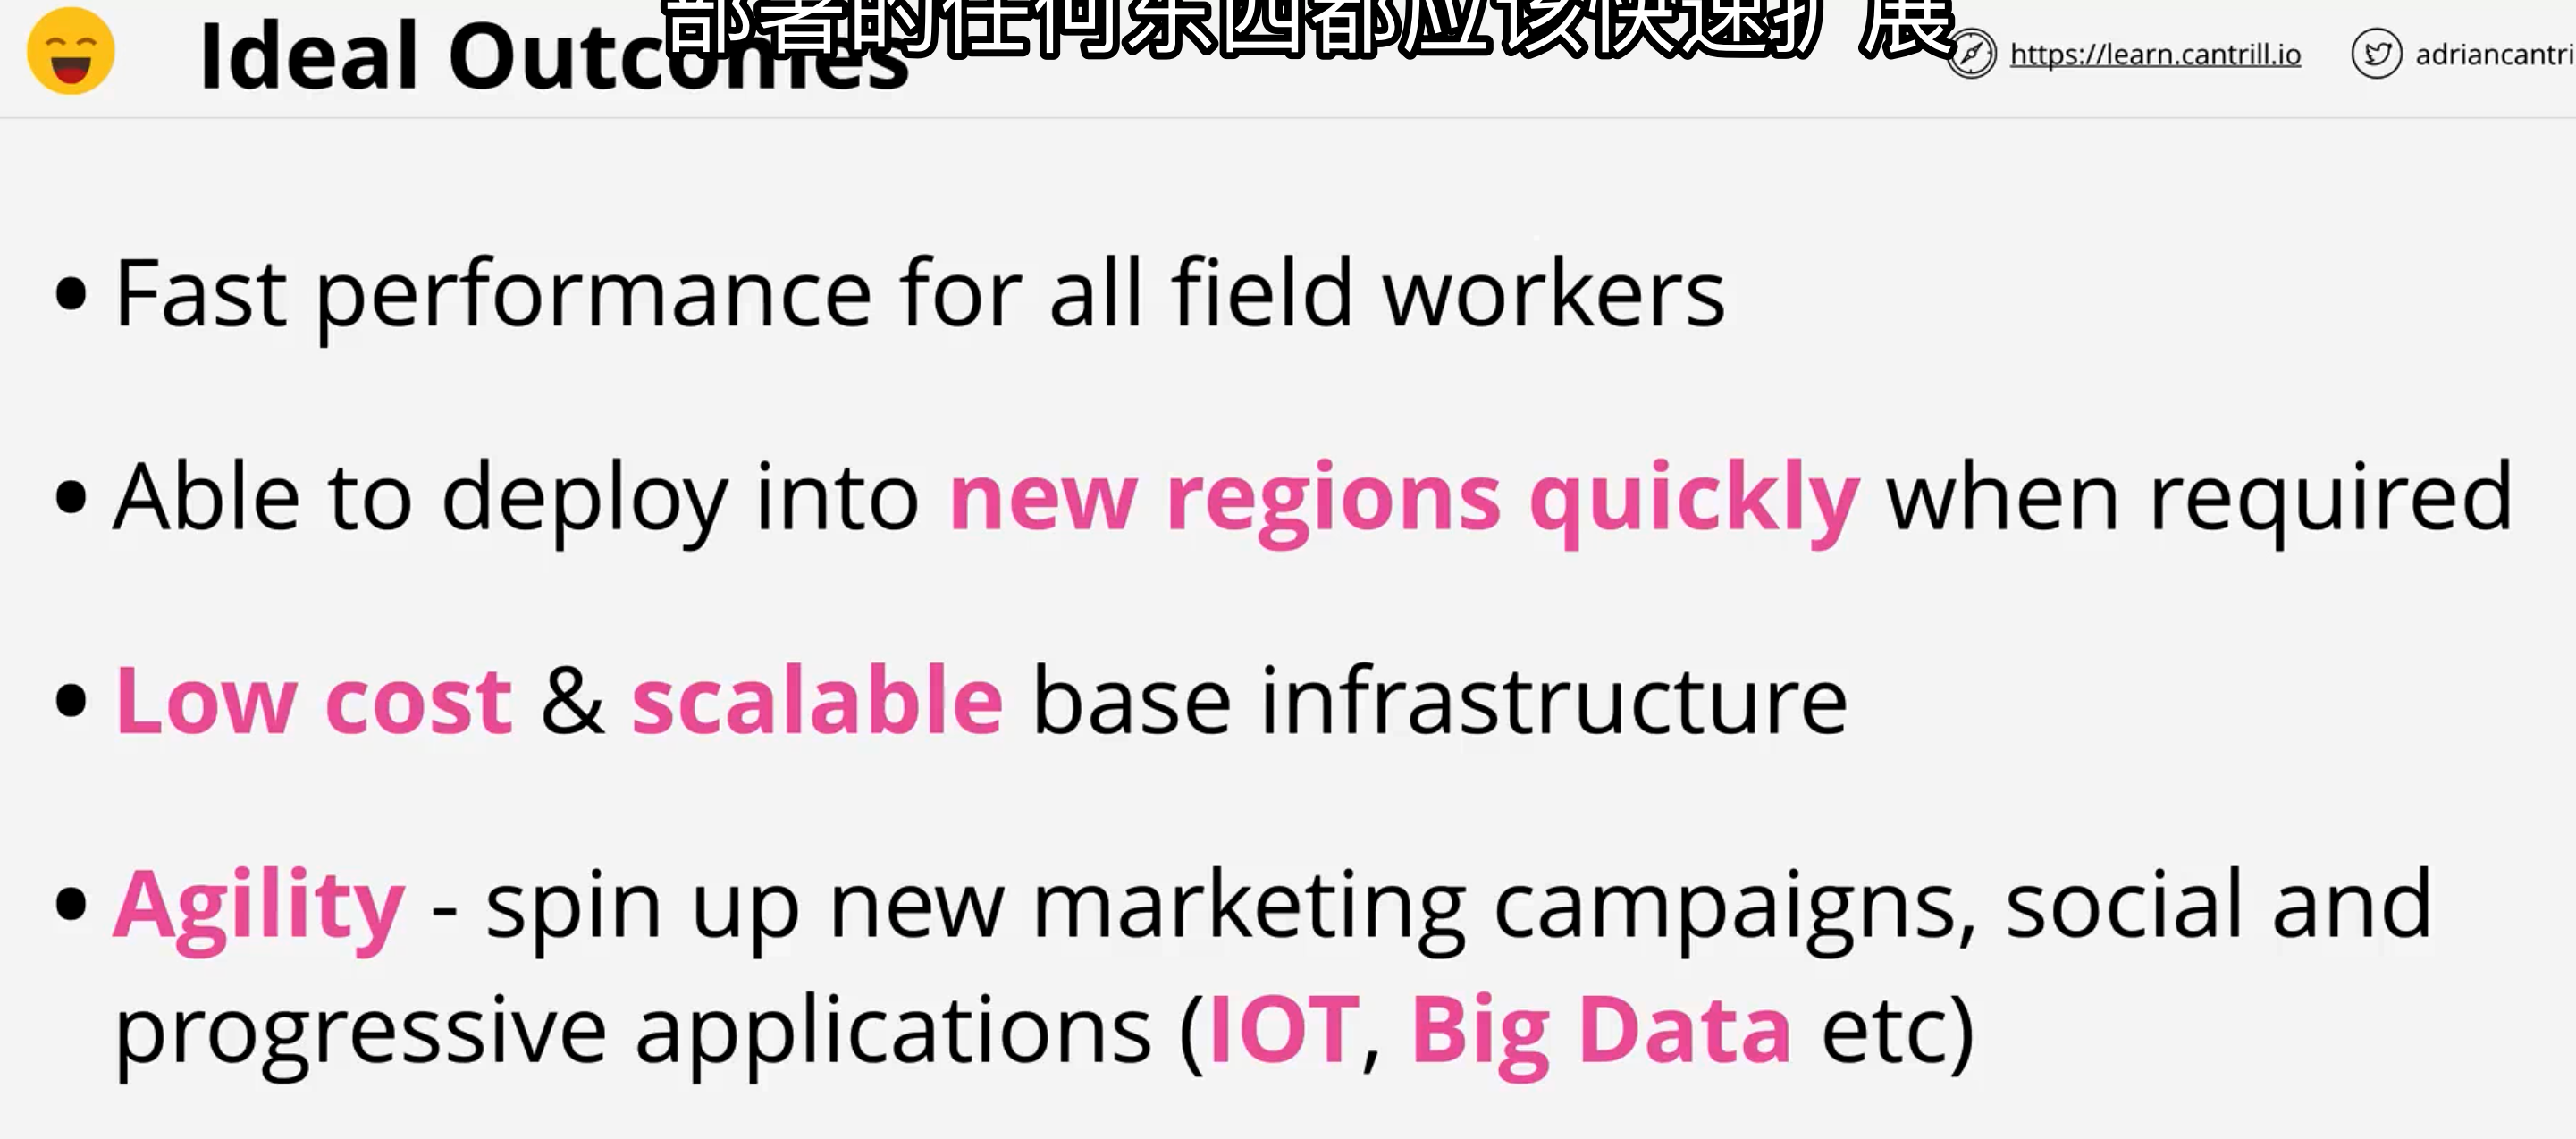 部署的任何东西都应该快速扩展
Ideal Outcomes
https://learn.cantrill.io
adriancantri
• Fast performance for all field workers
• Able to deploy into new regions quickly when required
• Low cost & scalable base infrastructure
• Agility - spin up new marketing campaigns, social and
progressive applications (IOT, Big Data etc)